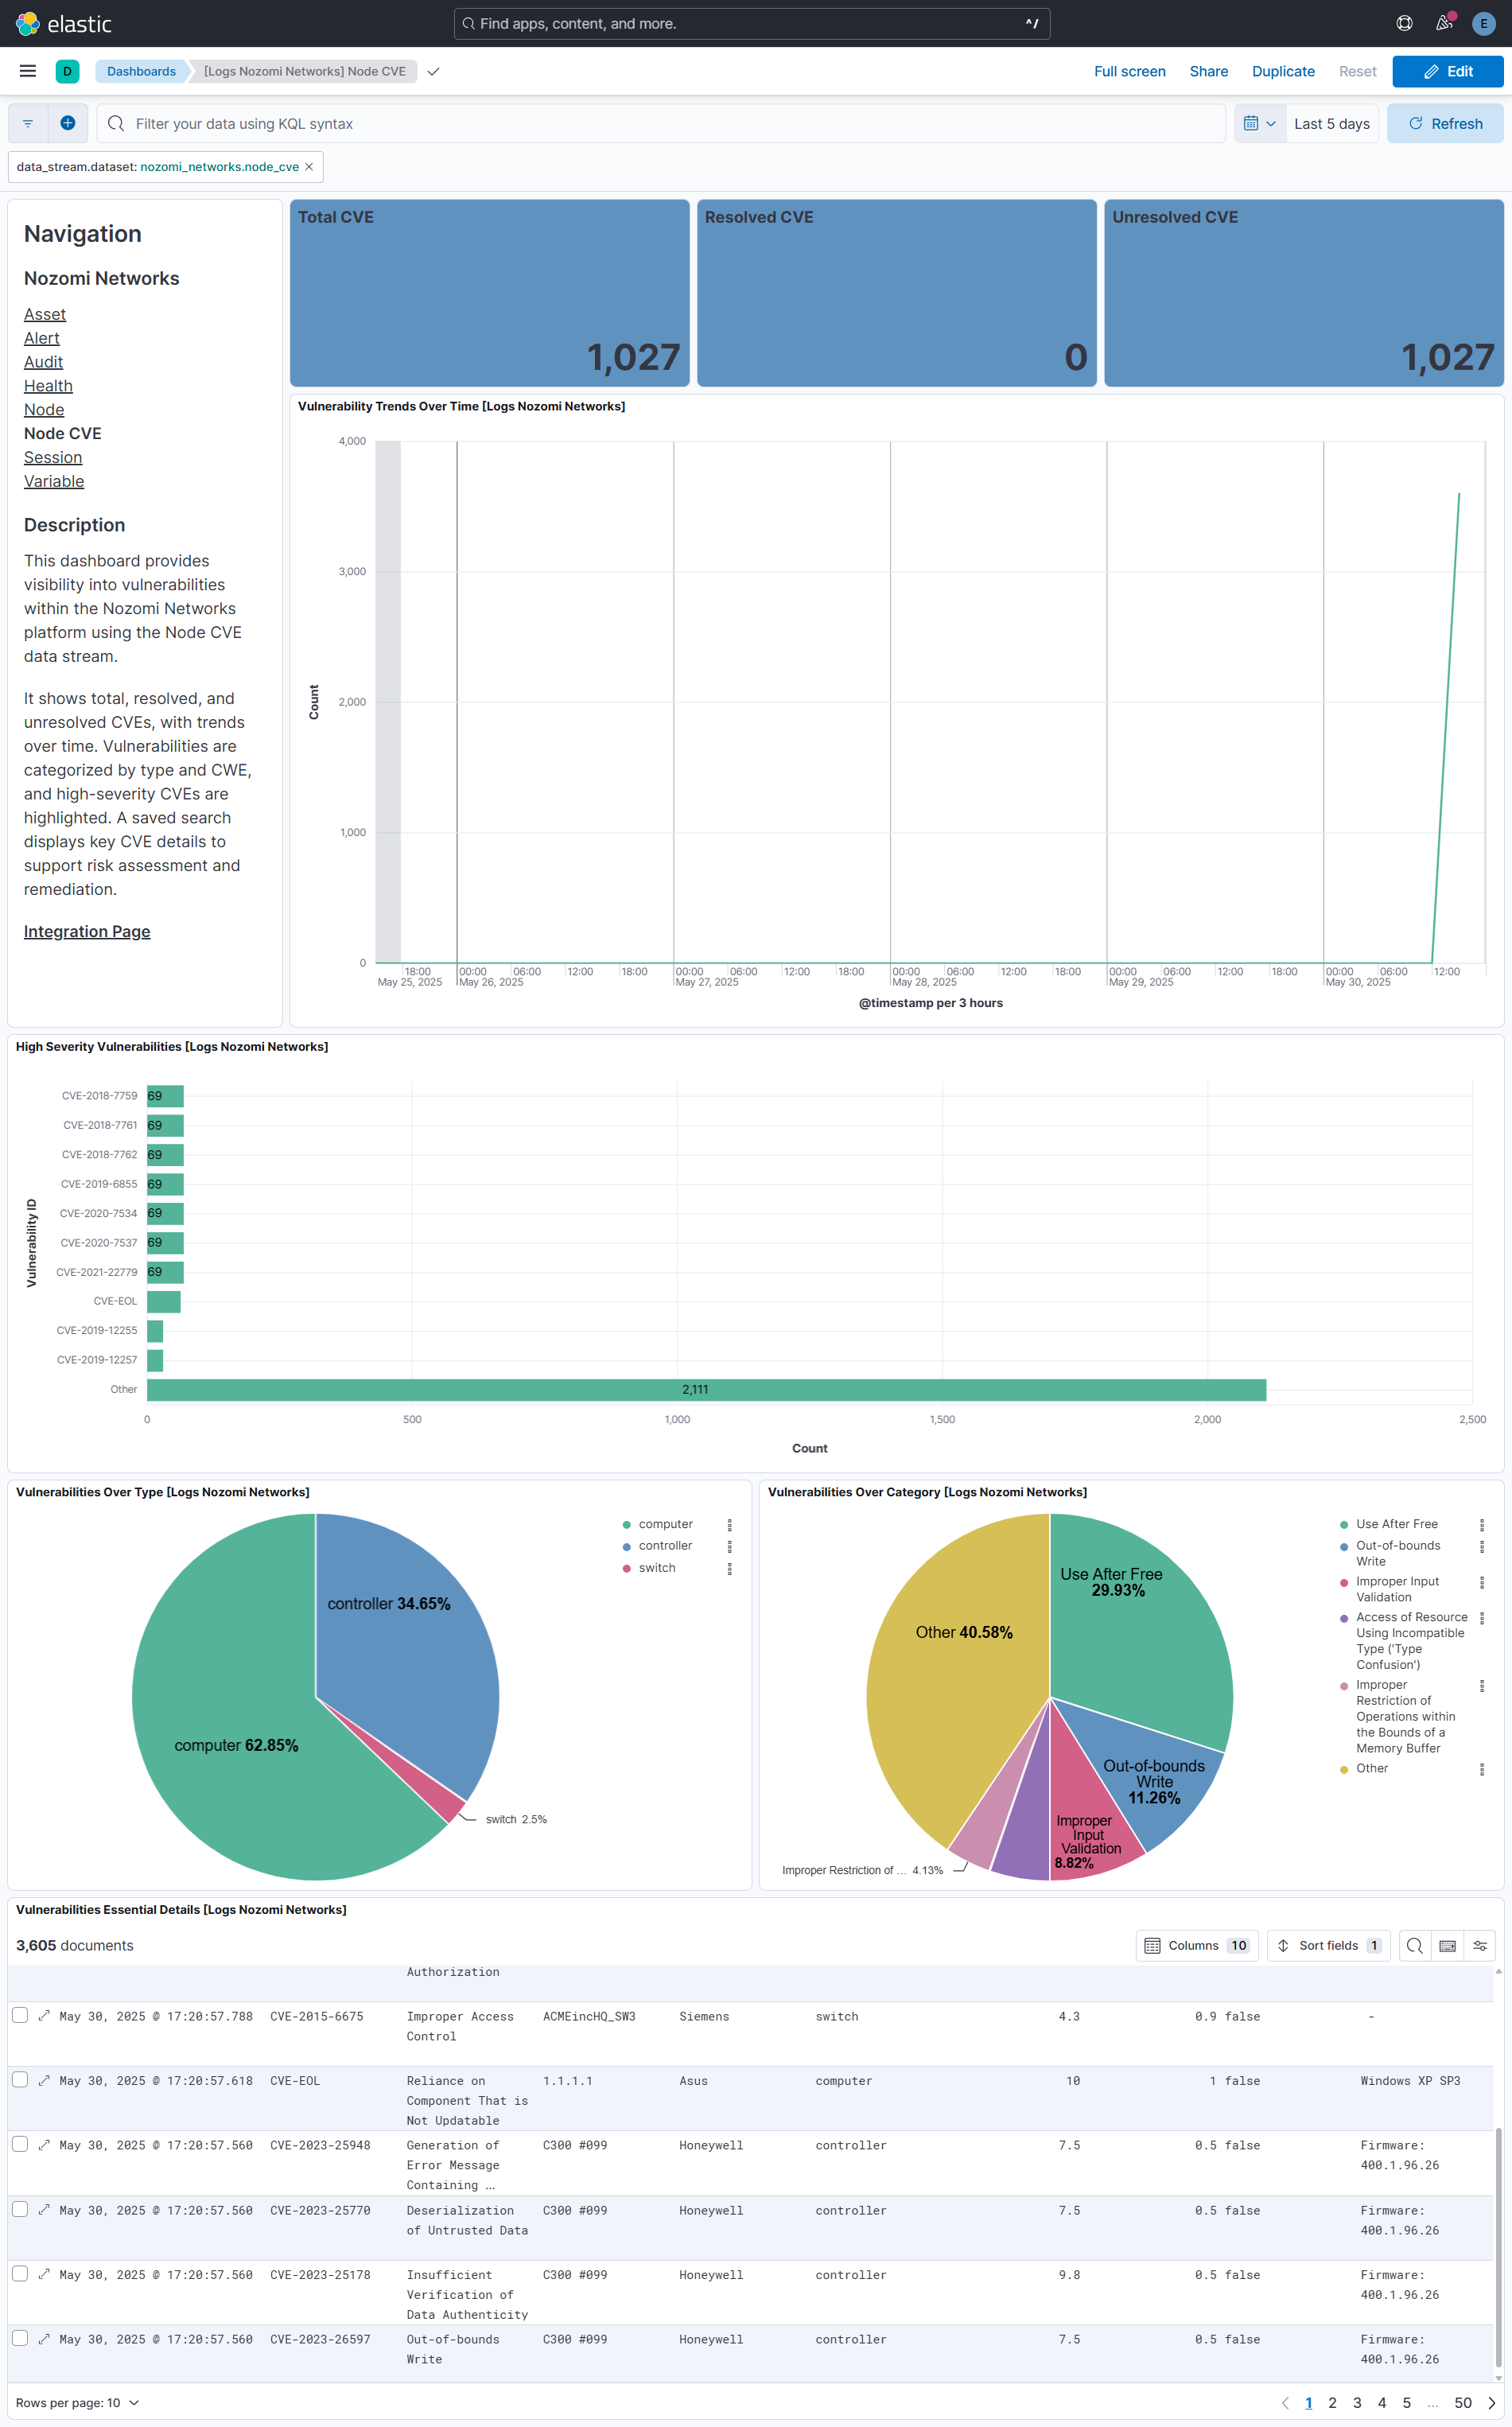 elastic
Find apps, content, and more.
^/
E
D
Dashboards
[Logs Nozomi Networks] Node CVE
Full screen
Share
Duplicate
Reset
Edit
Filter your data using KQL syntax
Last 5 days
Refresh
data_stream.dataset: nozomi_networks.node_cve ×
Navigation
Nozomi Networks
Asset
Alert
Audit
Health
Node
Node CVE
Session
Variable
Description
This dashboard provides
visibility into vulnerabilities
within the Nozomi Networks
platform using the Node CVE
data stream.
It shows total, resolved, and
unresolved CVEs, with trends
over time. Vulnerabilities are
categorized by type and CWE,
and high-severity CVEs are
highlighted. A saved search
displays key CVE details to
support risk assessment and
remediation.
Integration Page
Total CVE
1,027
Resolved CVE
0
Unresolved CVE
1,027
Vulnerability Trends Over Time [Logs Nozomi Networks]
Count
4,000
3,000
2,000
1,000
0
18:00 00:00 06:00 12:00 18:00 00:00 06:00 12:00 18:00 00:00 06:00 12:00 18:00 00:00 06:00 12:00 18:00 00:00 06:00 12:00
May 25, 2025 May 26, 2025 May 27, 2025 May 28, 2025 May 29, 2025 May 30, 2025
@timestamp per 3 hours
High Severity Vulnerabilities [Logs Nozomi Networks]
Vulnerability ID
CVE-2018-7759 69
CVE-2018-7761 69
CVE-2018-7762 69
CVE-2019-6855 69
CVE-2020-7534 69
CVE-2020-7537 69
CVE-2021-22779 69
CVE-EOL
CVE-2019-12255
CVE-2019-12257
Other 2,111
0 500 1,000 1,500 2,000 2,500
Count
Vulnerabilities Over Type [Logs Nozomi Networks]
controller 34.65%
computer 62.85%
switch 2.5%
computer
controller
switch
Vulnerabilities Over Category [Logs Nozomi Networks]
Use After Free
29.93%
Other 40.58%
Out-of-bounds
Write
11.26%
Improper
Input
Validation
8.82%
Improper Restriction of ... 4.13%
Use After Free
Out-of-bounds
Write
Improper Input
Validation
Access of Resource
Using Incompatible
Type ('Type
Confusion')
Improper
Restriction of
Operations within
the Bounds of a
Memory Buffer
Other
Vulnerabilities Essential Details [Logs Nozomi Networks]
3,605 documents
Columns 10
Sort fields 1
Authorization
May 30, 2025 @ 17:20:57.788 CVE-2015-6675 Improper Access ACMEincHQ_SW3 Siemens switch 4.3 0.9 false -
Control
May 30, 2025 @ 17:20:57.618 CVE-EOL Reliance on 1.1.1.1 Asus computer 10 1 false Windows XP SP3
Component That is
Not Updatable
May 30, 2025 @ 17:20:57.560 CVE-2023-25948 Generation of C300 #099 Honeywell controller 7.5 0.5 false Firmware:
Error Message 400.1.96.26
Containing …
May 30, 2025 @ 17:20:57.560 CVE-2023-25770 Deserialization C300 #099 Honeywell controller 7.5 0.5 false Firmware:
of Untrusted Data 400.1.96.26
May 30, 2025 @ 17:20:57.560 CVE-2023-25178 Insufficient C300 #099 Honeywell controller 9.8 0.5 false Firmware:
Verification of 400.1.96.26
Data Authenticity
May 30, 2025 @ 17:20:57.560 CVE-2023-26597 Out-of-bounds C300 #099 Honeywell controller 7.5 0.5 false Firmware:
Write 400.1.96.26
Rows per page: 10
1 2 3 4 5 ... 50